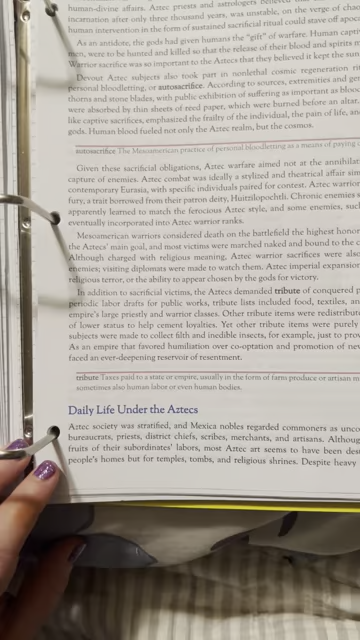 human-divine affairs. Aztec priests and astrologers believed
incarnation after only three thousand years, was unstable, on the verge of chao
human intervention in the form of sacrificial ritual could stave off apoca
As an antidote, the gods had given humans the "gift" of warfare. Human capti
men, were to be hunted and killed so that the release of their blood and spirits m
Warrior sacrifice was so important to the Aztecs that they believed it kept the sun
Devout Aztec subjects also took part in nonlethal cosmic regeneration ri
personal bloodletting, or autosacrifice. According to sources, extremities and ge
thorns and stone blades, with public exhibition of suffering as important as blood
were absorbed by thin sheets of reed paper, which were burned before an altar.
like captive sacrifices, emphasized the frailty of the individual, the pain of life, an
gods. Human blood fueled not only the Aztec realm, but the cosmos.
autosacrifice The Mesoamerican practice of personal bloodletting as a means of paying
Given these sacrificial obligations, Aztec warfare aimed not at the annihilat
capture of enemies. Aztec combat was ideally a stylized and theatrical affair sim
contemporary Eurasia, with specific individuals paired for contest. Aztec warrior
fury, a trait borrowed from their patron deity, Huitzilopochtli. Chronic enemies s
apparently learned to match the ferocious Aztec style, and some enemies, suc
eventually incorporated into Aztec warrior ranks.
Mesoamerican warriors considered death on the battlefield the highest honor
the Aztecs' main goal, and most victims were marched naked and bound to the c
Although charged with religious meaning, Aztec warrior sacrifices were also
enemies; visiting diplomats were made to watch them. Aztec imperial expansion
religious terror, or the ability to appear chosen by the gods for victory.
In addition to sacrificial victims, the Aztecs demanded tribute of conquered p
periodic labor drafts for public works, tribute lists included food, textiles, an
empire's large priestly and warrior classes. Other tribute items were redistribute
of lower status to help cement loyalties. Yet other tribute items were purely
subjects were made to collect filth and inedible insects, for example, just to prov
As an empire that favored humiliation over co-optation and promotion of new
faced an ever-deepening reservoir of resentment.
tribute Taxes paid to a state or empire, usually in the form of farm produce or artisan m
sometimes also human labor or even human bodies.
Daily Life Under the Aztecs
Aztec society was stratified, and Mexica nobles regarded commoners as unco
bureaucrats, priests, district chiefs, scribes, merchants, and artisans. Althoug
fruits of their subordinates' labors, most Aztec art seems to have been des
people's homes but for temples, tombs, and religious shrines. Despite heavy